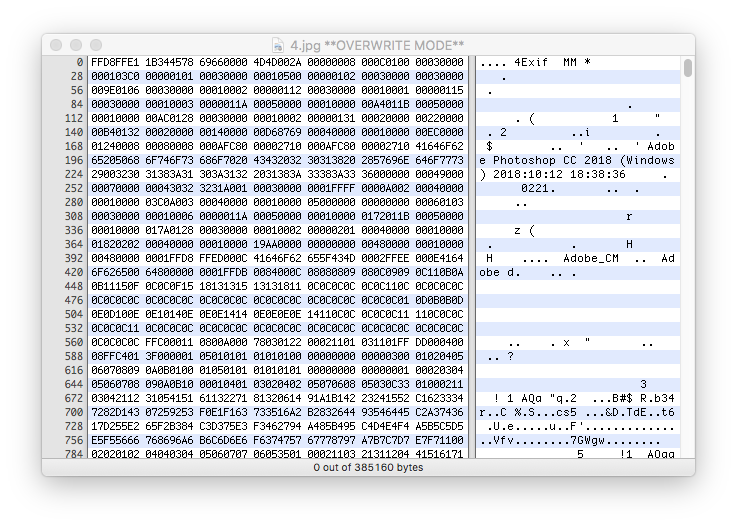 4.jpg **OVERWRITE MODE**
0 FFD8FFE1 1B344578 69660000 4D4D002A 00000008 000C0100 00030000 .... 4Exif MM *
28 000103C0 00000101 00030000 00010500 00000102 00030000 00030000 .
56 009E0106 00030000 00010002 00000112 00030000 00010001 00000115 .
84 00030000 00010003 0000011A 00050000 00010000 00A4011B 00050000 .
112 00010000 00AC0128 00030000 00010002 00000131 00020000 00220000 . ( 1 "
140 00B40132 00020000 00140000 00D68769 00040000 00010000 00EC0000 . 2 ..i .
168 01240008 00080008 000AFC80 00002710 000AFC80 00002710 41646F62 $ .. ' .. ' Adob
196 65205068 6F746F73 686F7020 43432032 30313820 2857696E 646F7773 e Photoshop CC 2018 (Windows
224 29003230 31383A31 303A3132 2031383A 33383A33 36000000 00049000 ) 2018:10:12 18:38:36 .
252 00070000 00043032 3231A001 00030000 0001FFFF 0000A002 00040000 0221. .. .
280 00010000 03C0A003 00040000 00010000 05000000 00000000 00060103 ..
308 00030000 00010006 0000011A 00050000 00010000 0172011B 00050000 r
336 00010000 017A0128 00030000 00010002 00000201 00040000 00010000 z (
364 01820202 00040000 00010000 19AA0000 00000000 00480000 00010000 . . H
392 00480000 0001FFD8 FFED000C 41646F62 655F434D 0002FFEE 000E4164 H .... Adobe_CM .. Ad
420 6F626500 64800000 0001FFDB 0084000C 08080809 080C0909 0C110B0A obe d. .. .
448 0B11150F 0C0C0F15 18131315 13131811 0C0C0C0C 0C0C110C 0C0C0C0C
476 0C0C0C0C 0C0C0C0C 0C0C0C0C 0C0C0C0C 0C0C0C0C 0C0C0C01 0D0B0B0D
504 0E0D100E 0E10140E 0E0E1414 0E0E0E0E 14110C0C 0C0C0C11 110C0C0C
532 0C0C0C11 0C0C0C0C 0C0C0C0C 0C0C0C0C 0C0C0C0C 0C0C0C0C 0C0C0C0C
560 0C0C0C0C FFC00011 0800A000 78030122 00021101 031101FF DD000400 .. . x " ..
588 08FFC401 3F000001 05010101 01010100 00000000 00000300 01020405 .. ?
616 06070809 0A0B0100 01050101 01010101 00000000 00000001 00020304
644 05060708 090A0B10 00010401 03020402 05070608 05030C33 01000211 3
672 03042112 31054151 61132271 81320614 91A1B142 23241552 C1623334 ! 1 AQa "q.2 ...B#$ R.b34
700 7282D143 07259253 F0E1F163 733516A2 B2832644 93546445 C2A37436 r..C %.S...cs5 ...&D.TdE..t6
728 17D255E2 65F2B384 C3D375E3 F3462794 A485B495 C4D4E4F4 A5B5C5D5 .U.e.....u..F'.............
756 E5F55666 768696A6 B6C6D6E6 F6374757 67778797 A7B7C7D7 E7F71100 ..Vfv........7GWgw........
784 02020102 04040304 05060707 06053501 00021103 21311204 41516171 5 !1 AQaq
0 out of 385160 bytes